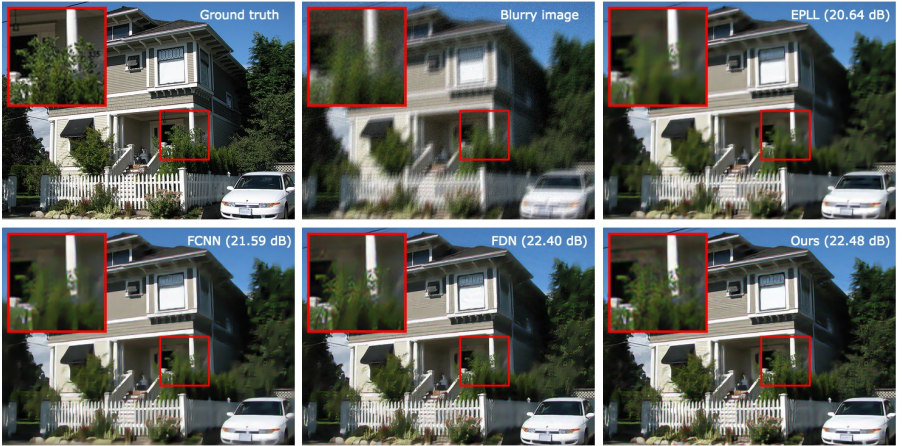 Ground truth
Blurry image
EPLL (20.64 dB)
FCNN (21.59 dB)
FDN (22.40 dB)
Ours (22.48 dB)